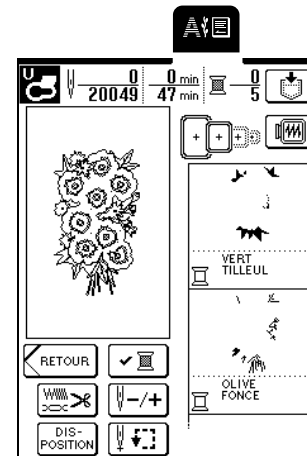 A
U
0 0 min 0
20049 47 min 5
VERT
TILLEUL
RETOUR
OLIVE
FONCE
-/+
DIS-
POSITION